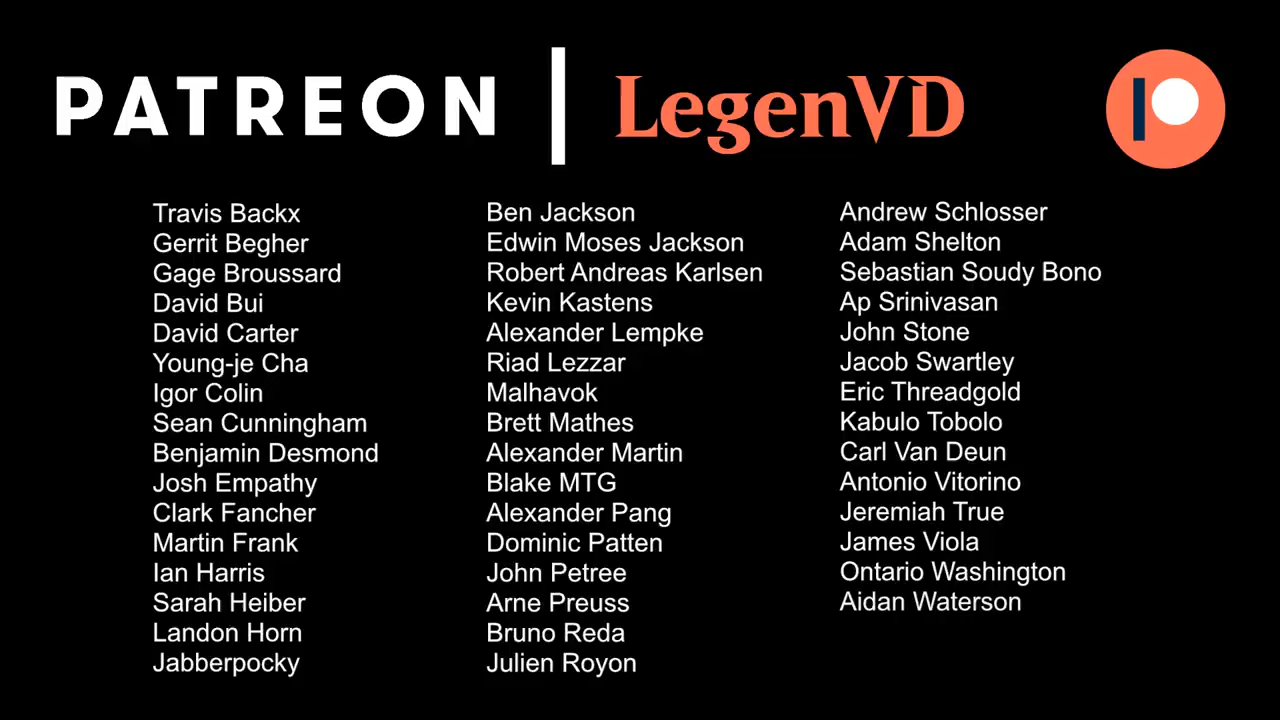 PATREON | LegenVD
Travis Backx
Gerrit Begher
Gage Broussard
David Bui
David Carter
Young-je Cha
Igor Colin
Sean Cunningham
Benjamin Desmond
Josh Empathy
Clark Fancher
Martin Frank
Ian Harris
Sarah Heiber
Landon Horn
Jabberpocky
Ben Jackson
Edwin Moses Jackson
Robert Andreas Karlsen
Kevin Kastens
Alexander Lempke
Riad Lezzar
Malhavok
Brett Mathes
Alexander Martin
Blake MTG
Alexander Pang
Dominic Patten
John Petree
Arne Preuss
Bruno Reda
Julien Royon
Andrew Schlosser
Adam Shelton
Sebastian Soudy Bono
Ap Srinivasan
John Stone
Jacob Swartley
Eric Threadgold
Kabulo Tobolo
Carl Van Deun
Antonio Vitorino
Jeremiah True
James Viola
Ontario Washington
Aidan Waterson